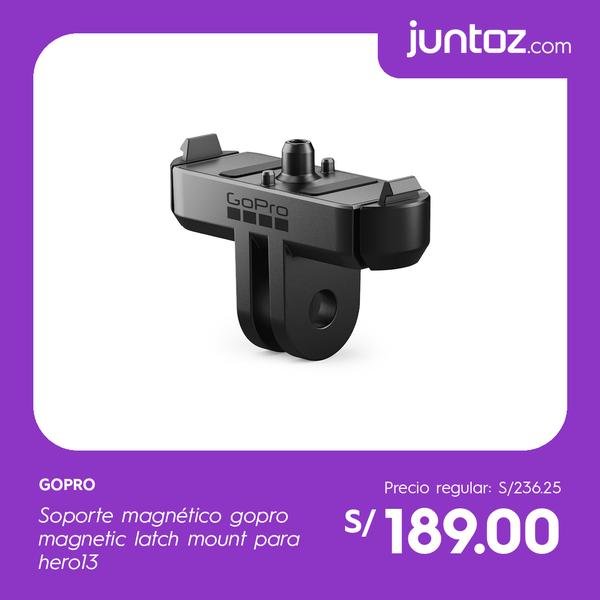 juntoz.com
GoPro
GOPRO
Soporte magnético gopro
magnetic latch mount para
hero13
Precio regular: S/236.25
S/ 189.00